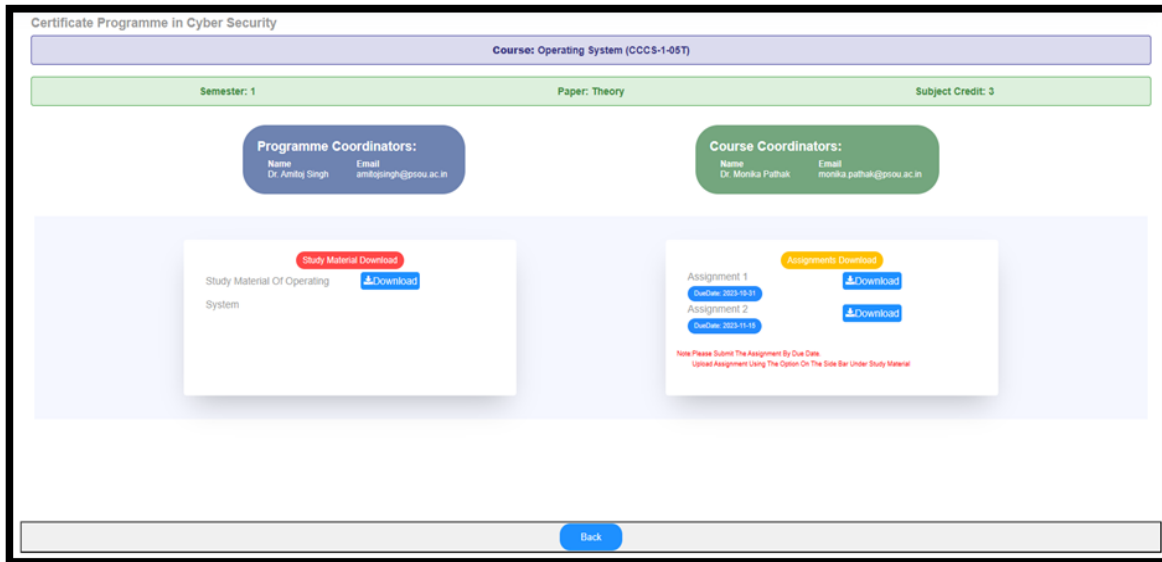 Certificate Programme in Cyber Security
Course: Operating System (CCCS-1-05T)
Semester: 1 Paper: Theory Subject Credit: 3
Programme Coordinators:
Name Email
Dr. Amitoj Singh amitojsingh@psou.ac.in
Course Coordinators:
Name Email
Dr. Monika Pathak monika.pathak@psou.ac.in
Study Material Download
Study Material Of Operating Download
System
Assignments Download
Assignment 1 Download
DueDate: 2023-10-31
Assignment 2 Download
DueDate: 2023-11-15
Note:Please Submit The Assignment By Due Date.
Upload Assignment Using The Option On The Side Bar Under Study Material
Back